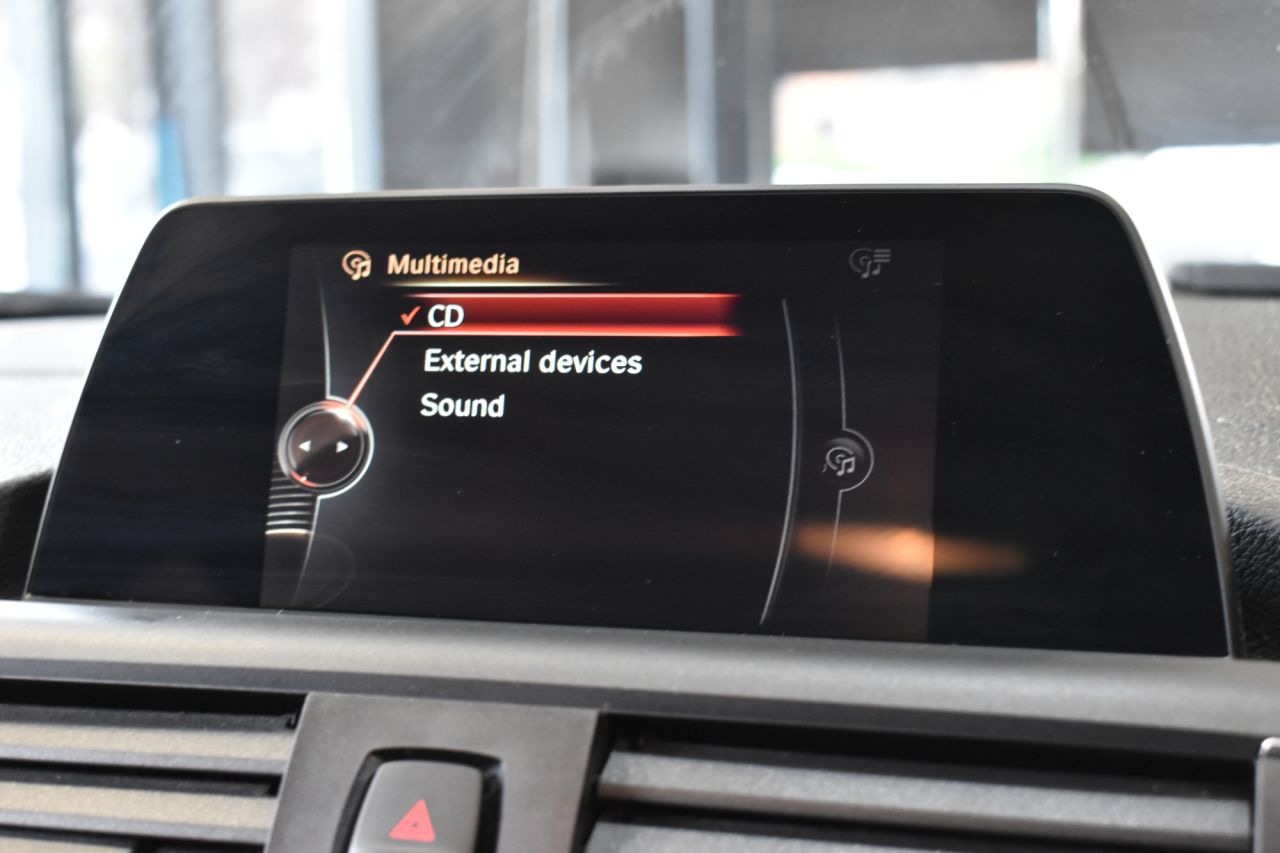 Multimedia
CD
External devices
Sound